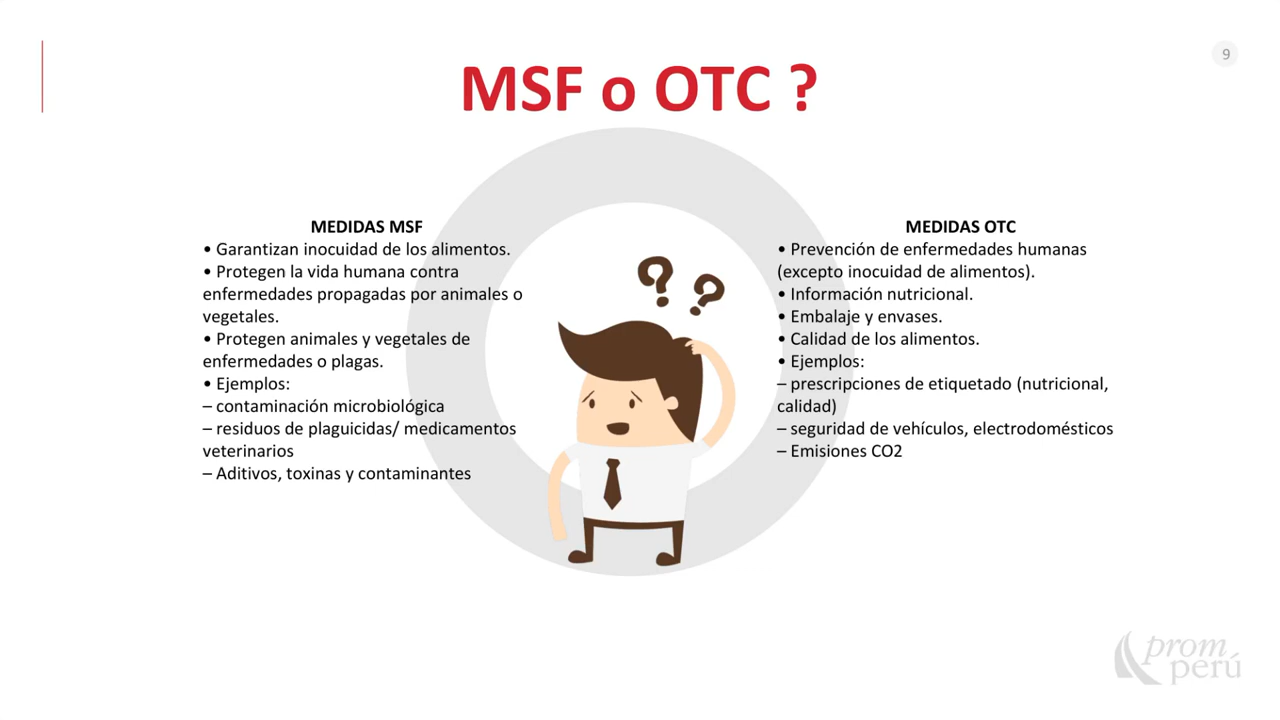 9
MSF o OTC ?
MEDIDAS MSF
• Garantizan inocuidad de los alimentos.
• Protegen la vida humana contra
enfermedades propagadas por animales o
vegetales.
• Protegen animales y vegetales de
enfermedades o plagas.
• Ejemplos:
– contaminación microbiológica
– residuos de plaguicidas/ medicamentos
veterinarios
– Aditivos, toxinas y contaminantes
MEDIDAS OTC
• Prevención de enfermedades humanas
(excepto inocuidad de alimentos).
• Información nutricional.
• Embalaje y envases.
• Calidad de los alimentos.
• Ejemplos:
– prescripciones de etiquetado (nutricional,
calidad)
– seguridad de vehículos, electrodomésticos
– Emisiones CO2
? ?
prom
perú